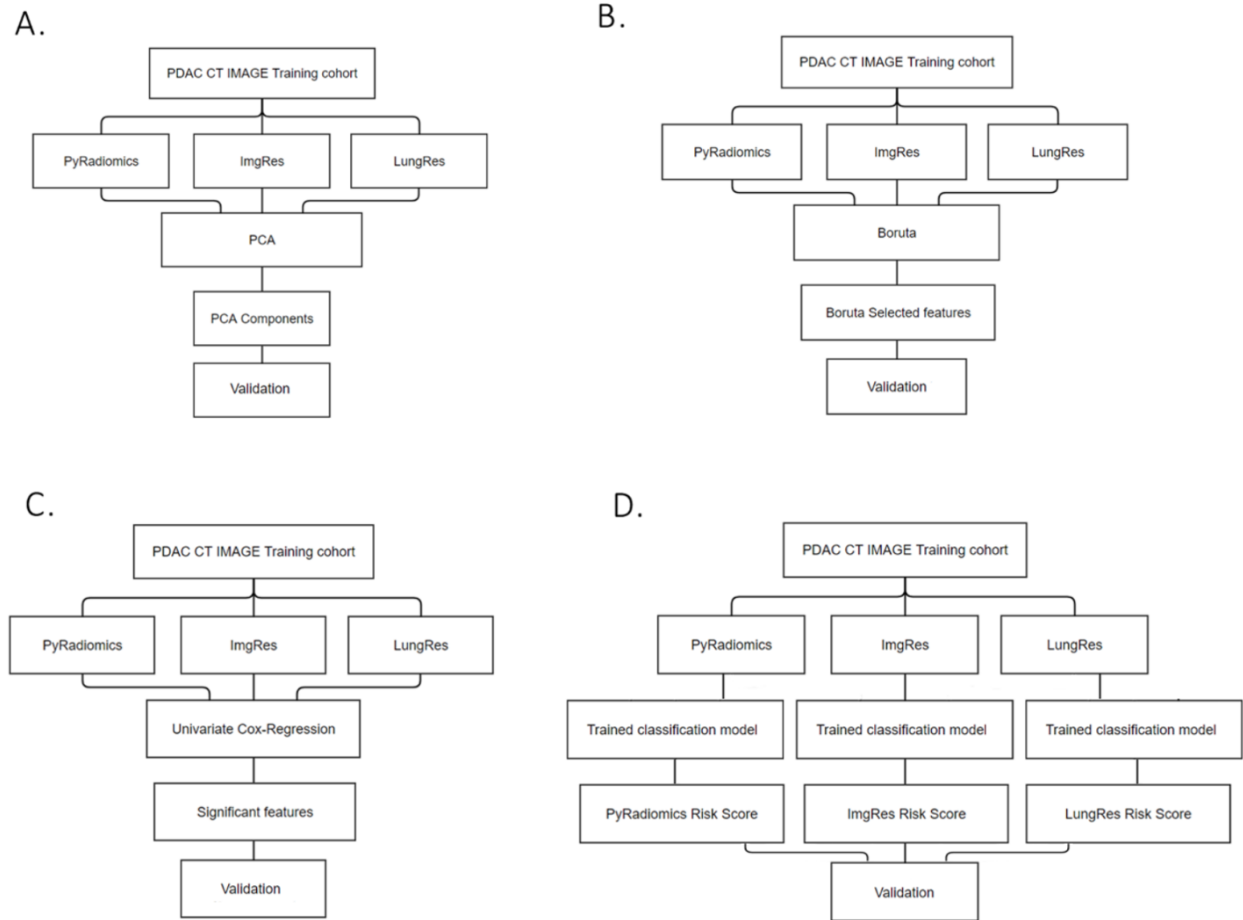 A.
PDAC CT IMAGE Training cohort
PyRadiomics
ImgRes
LungRes
PCA
PCA Components
Validation
B.
PDAC CT IMAGE Training cohort
PyRadiomics
ImgRes
LungRes
Boruta
Boruta Selected features
Validation
C.
PDAC CT IMAGE Training cohort
PyRadiomics
ImgRes
LungRes
Univariate Cox-Regression
Significant features
Validation
D.
PDAC CT IMAGE Training cohort
PyRadiomics
ImgRes
LungRes
Trained classification model
Trained classification model
Trained classification model
PyRadiomics Risk Score
ImgRes Risk Score
LungRes Risk Score
Validation